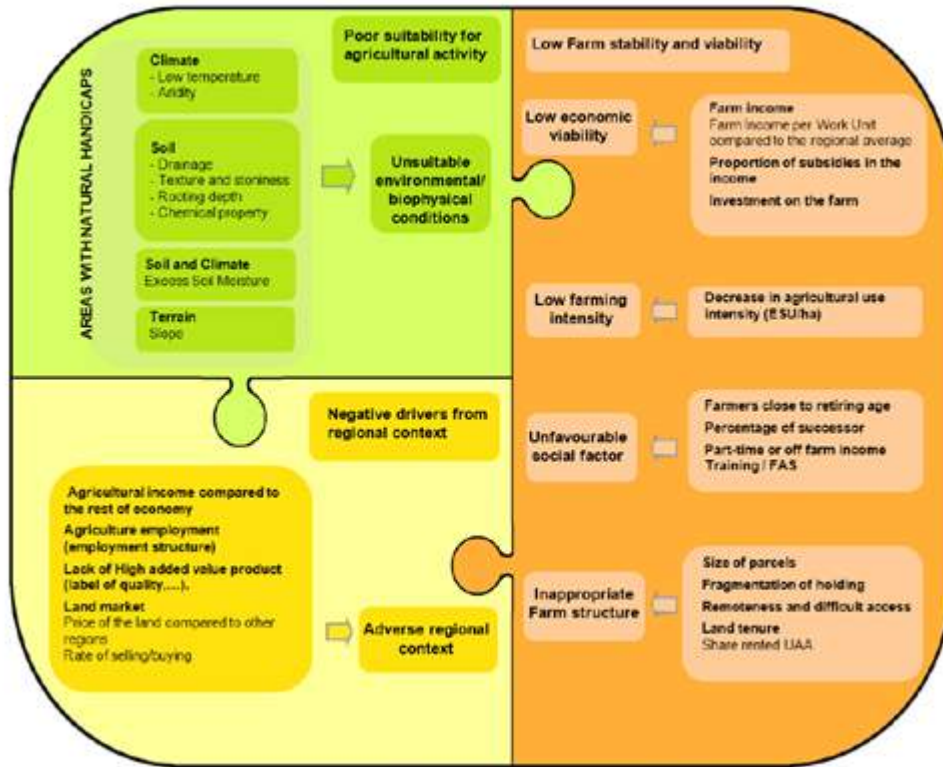 Poor suitability for
agricultural activity
AREAS WITH NATURAL HANDICAPS
Climate
- Low temperature
- Aridity
Soil
- Drainage
- Texture and stoniness
- Rooting depth
- Chemical property
Soil and Climate
Excess Soil Moisture
Terrain
Slope
Unsuitable
environmental/
biophysical
conditions
Low Farm stability and viability
Low economic
viability
Farm income
Farm Income per Work Unit
compared to the regional average
Proportion of subsidies in the
income
Investment on the farm
Low farming
intensity
Decrease in agricultural use
intensity (ESU/ha)
Unfavourable
social factor
Farmers close to retiring age
Percentage of successor
Part-time or off farm income
Training / FAS
Inappropriate
Farm structure
Size of parcels
Fragmentation of holding
Remoteness and difficult access
Land tenure
Share rented UAA
Negative drivers from
regional context
Agricultural income compared to
the rest of economy
Agriculture employment
(employment structure)
Lack of High added value product
(label of quality.....).
Land market
Price of the land compared to other
regions
Rate of selling/buying
Adverse regional
context